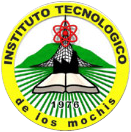 INSTITUTO TECNOLOGICO
1976
de los mochis